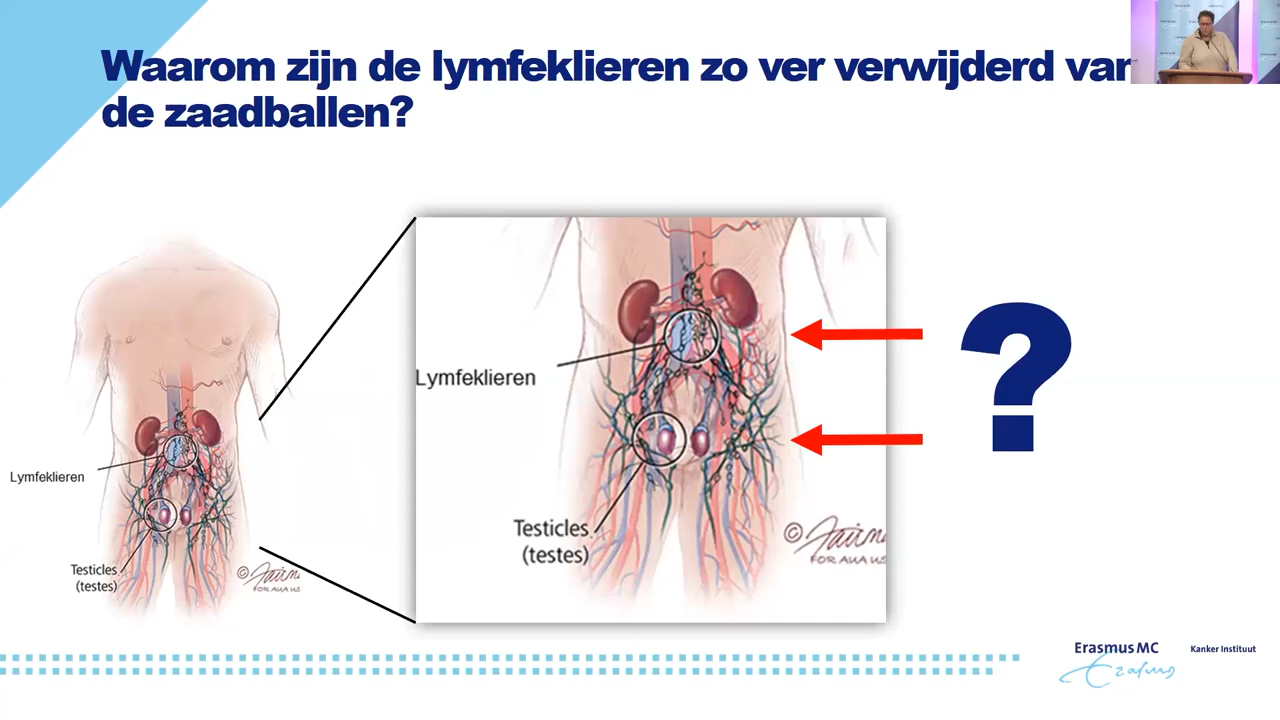 Waarom zijn de lymfeklieren zo ver verwijderd van
de zaadballen?
Lymfeklieren
Testicles
(testes)
Lymfeklieren
Testicles
(testes)
?
Erasmus MC
Kanker Instituut
Erasmus